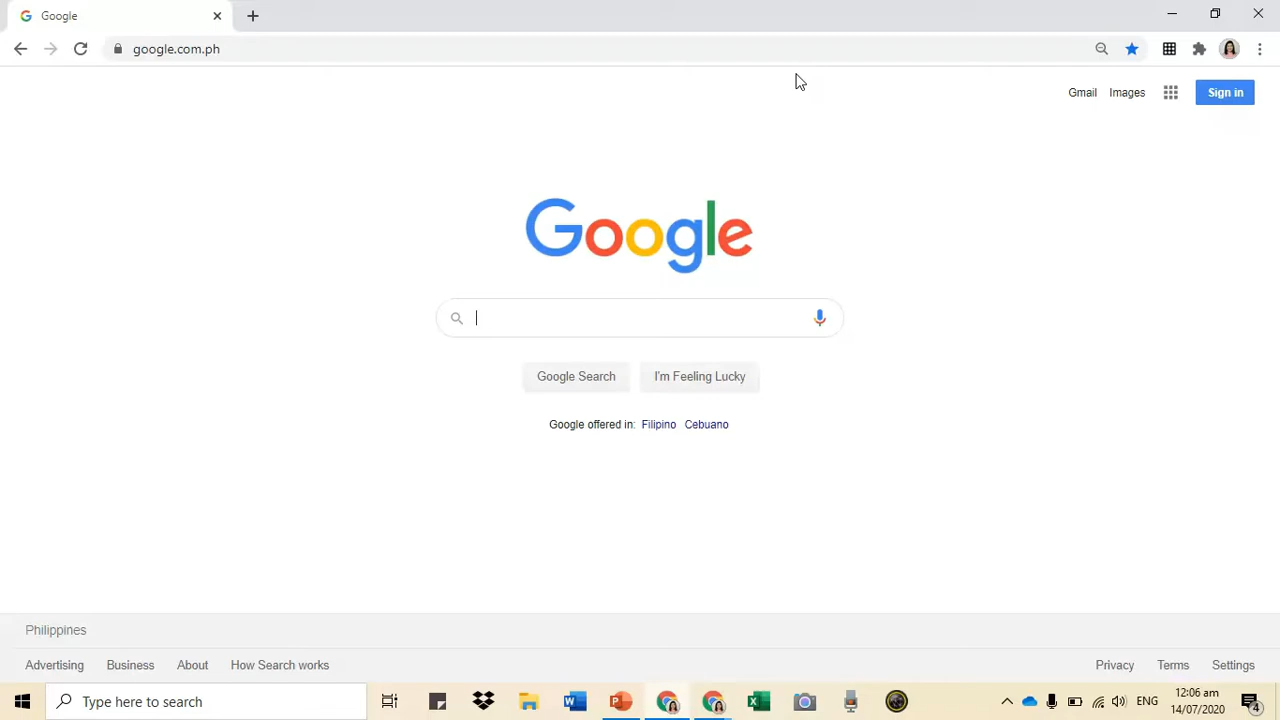 Google
google.com.ph
Gmail Images Sign in
Google
Google Search I'm Feeling Lucky
Google offered in: Filipino Cebuano
Philippines
Advertising Business About How Search works Privacy Terms Settings
Type here to search
ENG
12:06 am
14/07/2020
4